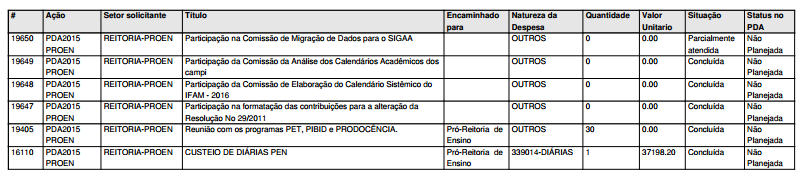 # Ação Setor solicitante Título Encaminhado para Natureza da Despesa Quantidade Valor Unitario Situação Status no PDA
19650 PDA2015 PROEN REITORIA-PROEN Participação na Comissão de Migração de Dados para o SIGAA OUTROS 0 0.00 Parcialmente atendida Não Planejada
19649 PDA2015 PROEN REITORIA-PROEN Participação da Comissão da Análise dos Calendários Acadêmicos dos campi OUTROS 0 0.00 Concluída Não Planejada
19648 PDA2015 PROEN REITORIA-PROEN Participação da Comissão de Elaboração do Calendário Sistêmico do IFAM - 2016 OUTROS 0 0.00 Concluída Não Planejada
19647 PDA2015 PROEN REITORIA-PROEN Participação na formatação das contribuições para a alteração da Resolução No 29/2011 OUTROS 0 0.00 Concluída Não Planejada
19405 PDA2015 PROEN REITORIA-PROEN Reunião com os programas PET, PIBID e PRODOCÊNCIA. Pró-Reitoria de Ensino OUTROS 30 0.00 Concluída Não Planejada
16110 PDA2015 PROEN REITORIA-PROEN CUSTEIO DE DIÁRIAS PEN Pró-Reitoria de Ensino 339014-DIÁRIAS 1 37198.20 Concluída Não Planejada